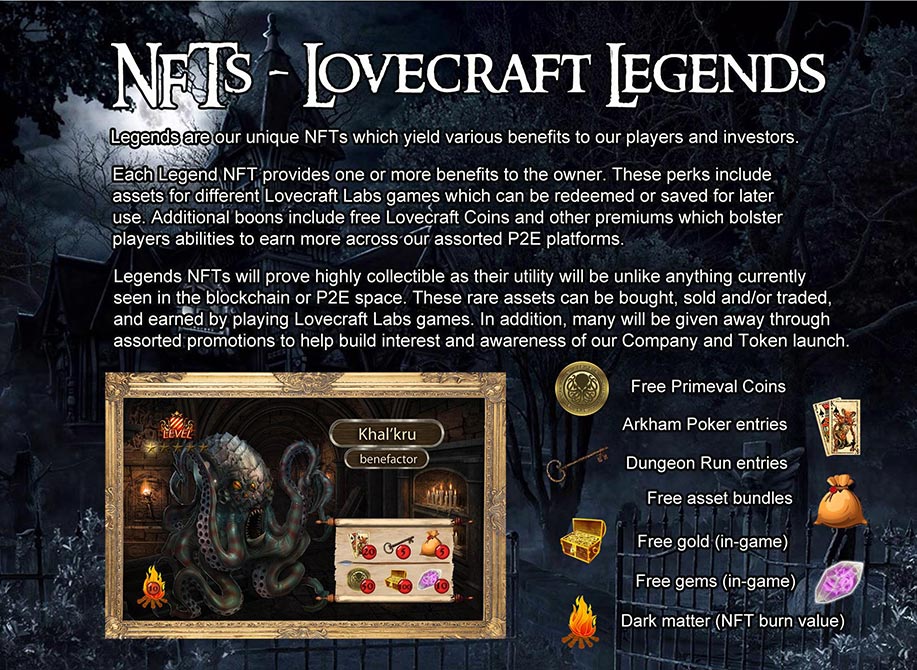 NFTs - Lovecraft Legends
Legends are our unique NFTs which yield various benefits to our players and investors.
Each Legend NFT provides one or more benefits to the owner. These perks include
assets for different Lovecraft Labs games which can be redeemed or saved for later
use. Additional boons include free Lovecraft Coins and other premiums which bolster
players abilities to earn more across our assorted P2E platforms.
Legends NFTs will prove highly collectible as their utility will be unlike anything currently
seen in the blockchain or P2E space. These rare assets can be bought, sold and/or traded,
and earned by playing Lovecraft Labs games. In addition, many will be given away through
assorted promotions to help build interest and awareness of our Company and Token launch.
LEVEL
Khal'kru
benefactor
20 5 5
10
10
Free Primeval Coins
Arkham Poker entries
Dungeon Run entries
Free asset bundles
Free gold (in-game)
Free gems (in-game)
Dark matter (NFT burn value)